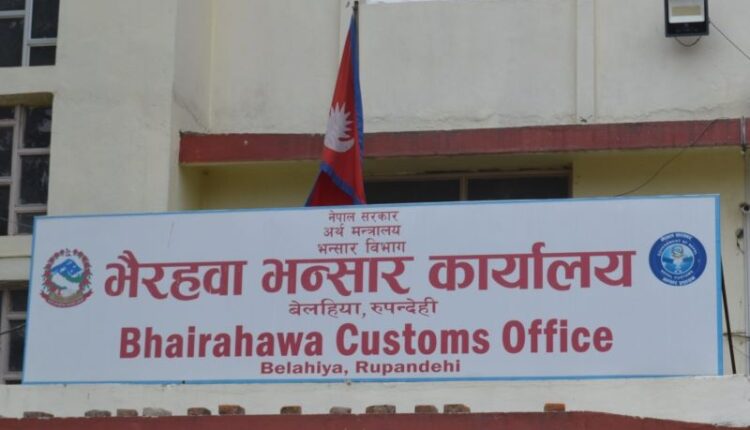 नेपाल सरकार
अर्थ मन्त्रालय
भन्सार विभाग
भैरहवा भन्सार कार्यालय
बेलहिया, रुपन्देही
Bhairahawa Customs Office
Belahiya, Rupandehi